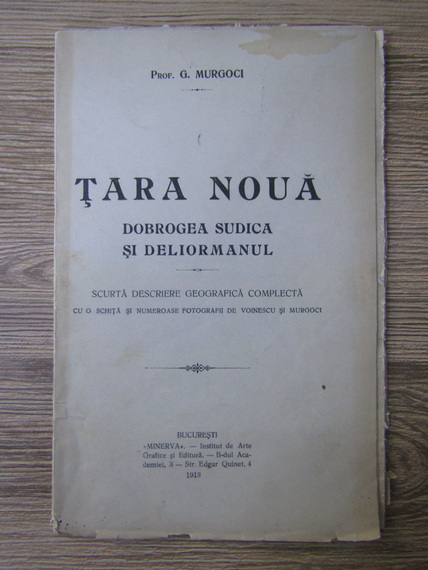 Prof. G. MURGOCI
ŢARA NOUĂ
DOBROGEA SUDICA
ŞI DELIORMANUL
SCURTĂ DESCRIERE GEOGRAFICĂ COMPLECTĂ
CU O SCHIŢĂ ŞI NUMEROASE FOTOGRAFII DE VOINESCU ŞI MURGOCI
BUCUREŞTI
«MINERVA». — Institut de Arte
Grafice şi Editură. — B-dul Aca-
demiei, 3 — Str. Edgar Quinet, 4
1913